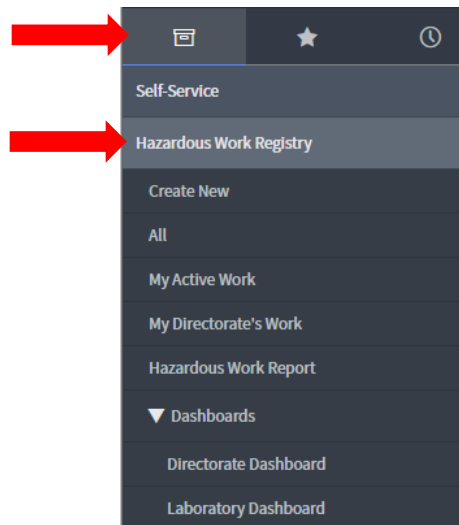 Self-Service
Hazardous Work Registry
Create New
All
My Active Work
My Directorate's Work
Hazardous Work Report
Dashboards
Directorate Dashboard
Laboratory Dashboard